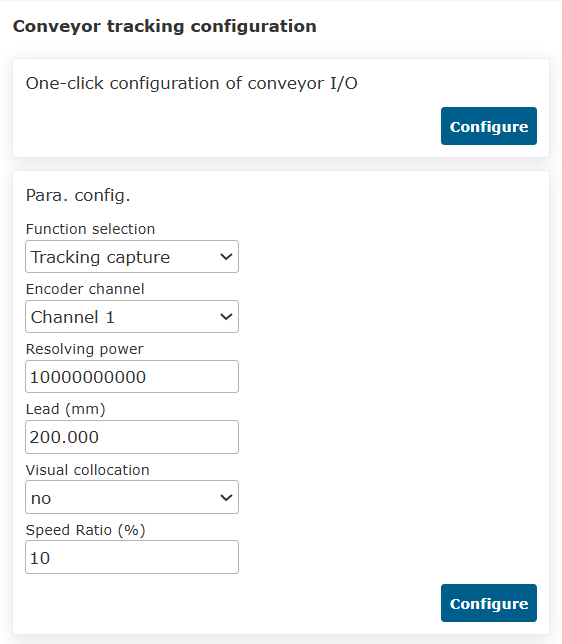 Conveyor tracking configuration
One-click configuration of conveyor I/O
Configure
Para. config.
Function selection
Tracking capture
Encoder channel
Channel 1
Resolving power
10000000000
Lead (mm)
200.000
Visual collocation
no
Speed Ratio (%)
10
Configure